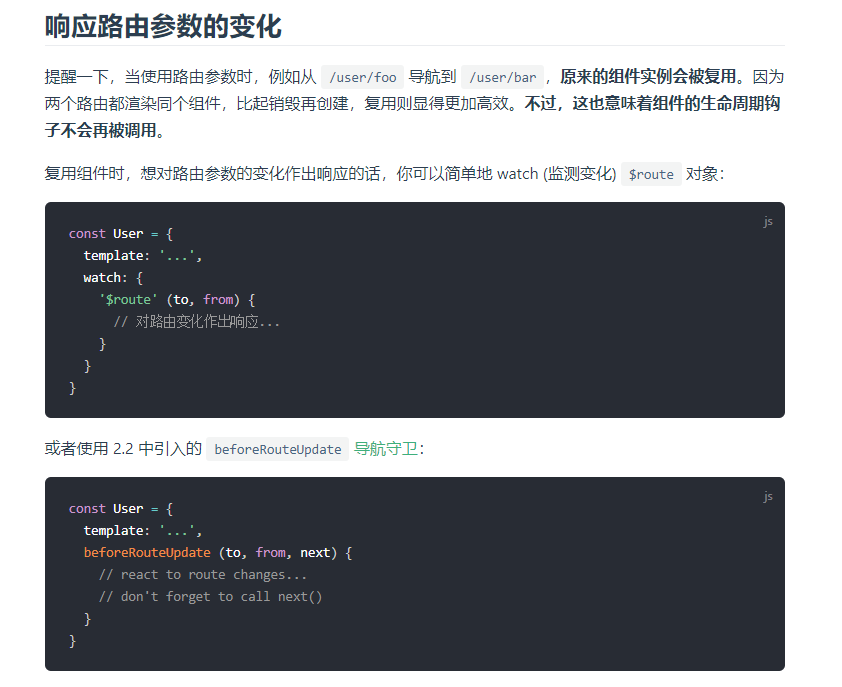 响应路由参数的变化
提醒一下，当使用路由参数时，例如从 /user/foo 导航到 /user/bar，原来的组件实例会被复用。因为
两个路由都渲染同个组件，比起销毁再创建，复用则显得更加高效。不过，这也意味着组件的生命周期钩
子不会再被调用。
复用组件时，想对路由参数的变化作出响应的话，你可以简单地 watch (监测变化) $route 对象：
js
const User = {
  template: '...',
  watch: {
    '$route' (to, from) {
      // 对路由变化作出响应...
    }
  }
}
或者使用 2.2 中引入的 beforeRouteUpdate 导航守卫：
js
const User = {
  template: '...',
  beforeRouteUpdate (to, from, next) {
    // react to route changes...
    // don't forget to call next()
  }
}